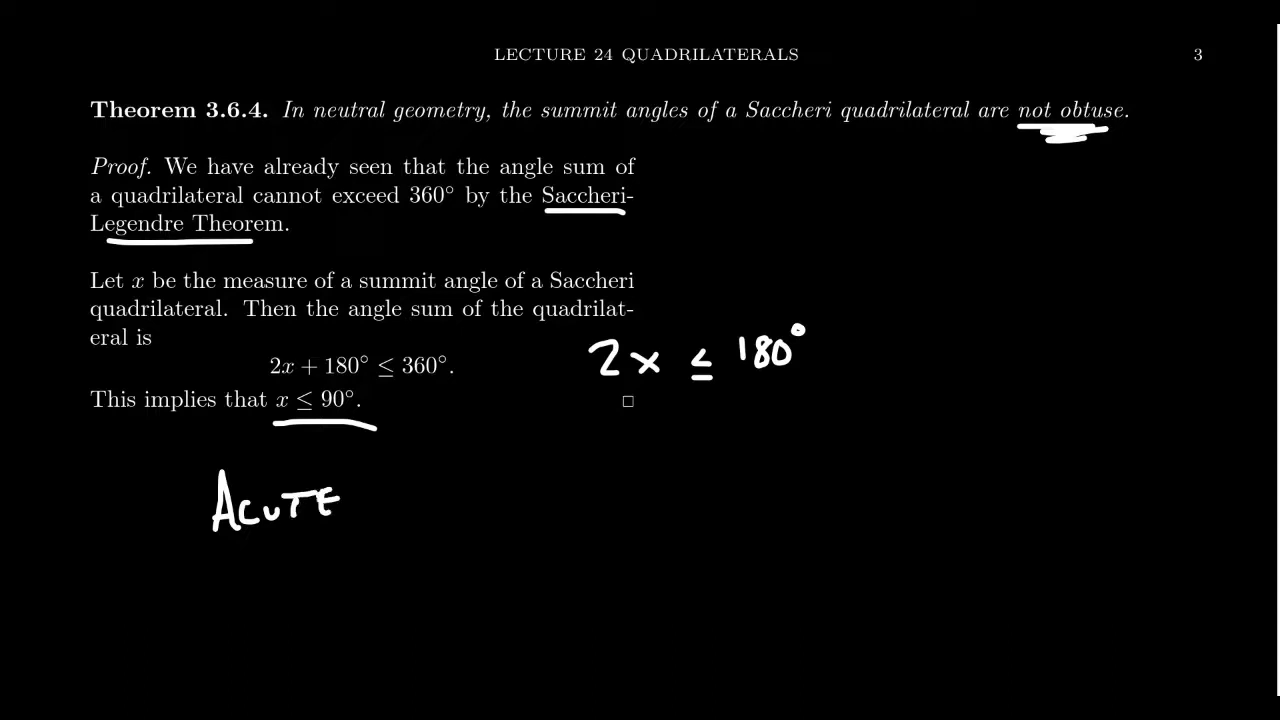 LECTURE 24 QUADRILATERALS 3
Theorem 3.6.4. In neutral geometry, the summit angles of a Saccheri quadrilateral are not obtuse.
Proof. We have already seen that the angle sum of
a quadrilateral cannot exceed 360° by the Saccheri-
Legendre Theorem.
Let x be the measure of a summit angle of a Saccheri
quadrilateral. Then the angle sum of the quadrilat-
eral is
2x + 180° ≤ 360°.
2x ≤ 180°
This implies that x ≤ 90°. □
ACUTE